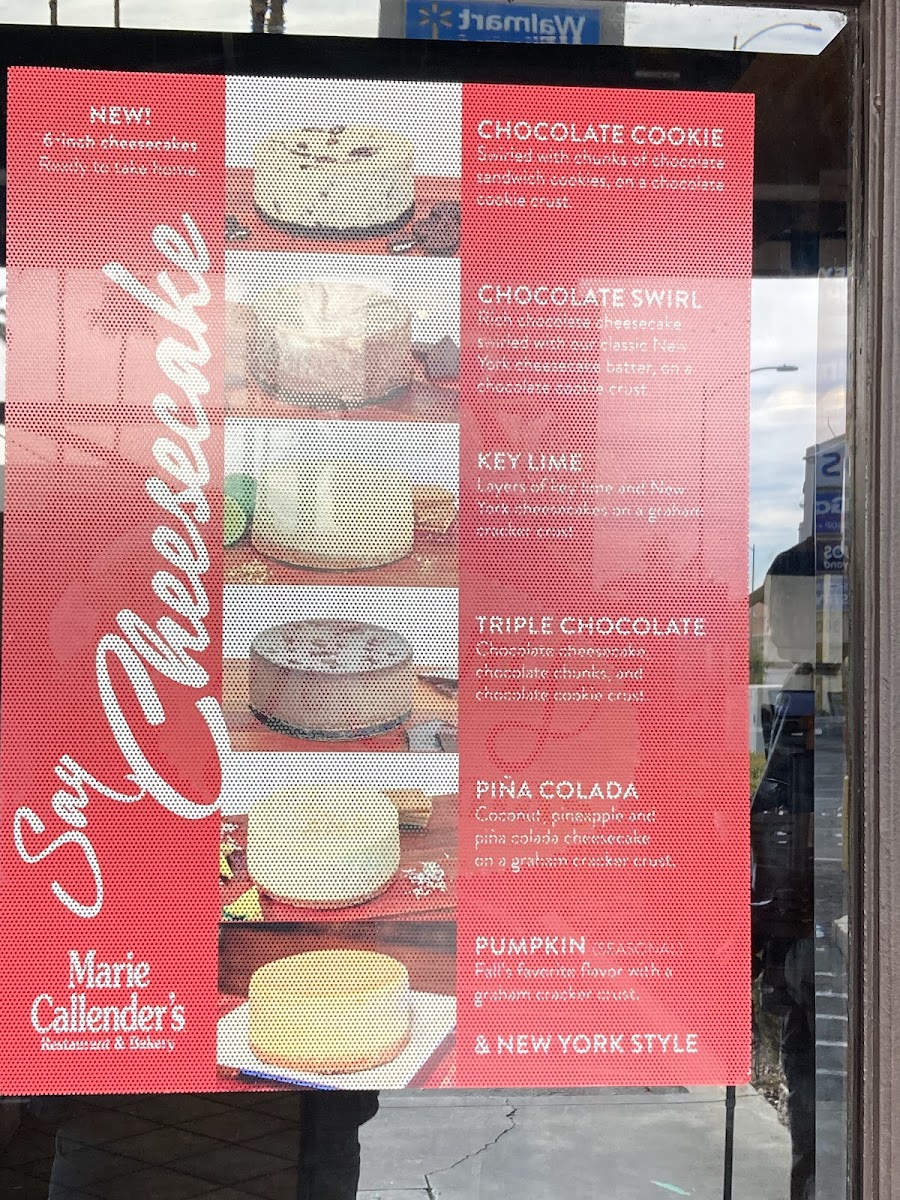 Walmart
NEW!
6-inch cheesecakes
Ready to take home.
Say Cheesecake
Marie
Callender's
Restaurant & Bakery
CHOCOLATE COOKIE
Swirled with chunks of chocolate
sandwich cookies, on a chocolate
cookie crust.
CHOCOLATE SWIRL
Rich chocolate cheesecake
swirled with our classic New
York cheesecake batter, on a
chocolate cookie crust.
KEY LIME
Layers of key lime and New
York cheesecakes on a graham
cracker crust.
TRIPLE CHOCOLATE
Chocolate cheesecake,
chocolate chunks, and
chocolate cookie crust.
PIÑA COLADA
Coconut, pineapple and
piña colada cheesecake
on a graham cracker crust.
PUMPKIN (SEASONAL)
Fall's favorite flavor with a
graham cracker crust.
& NEW YORK STYLE